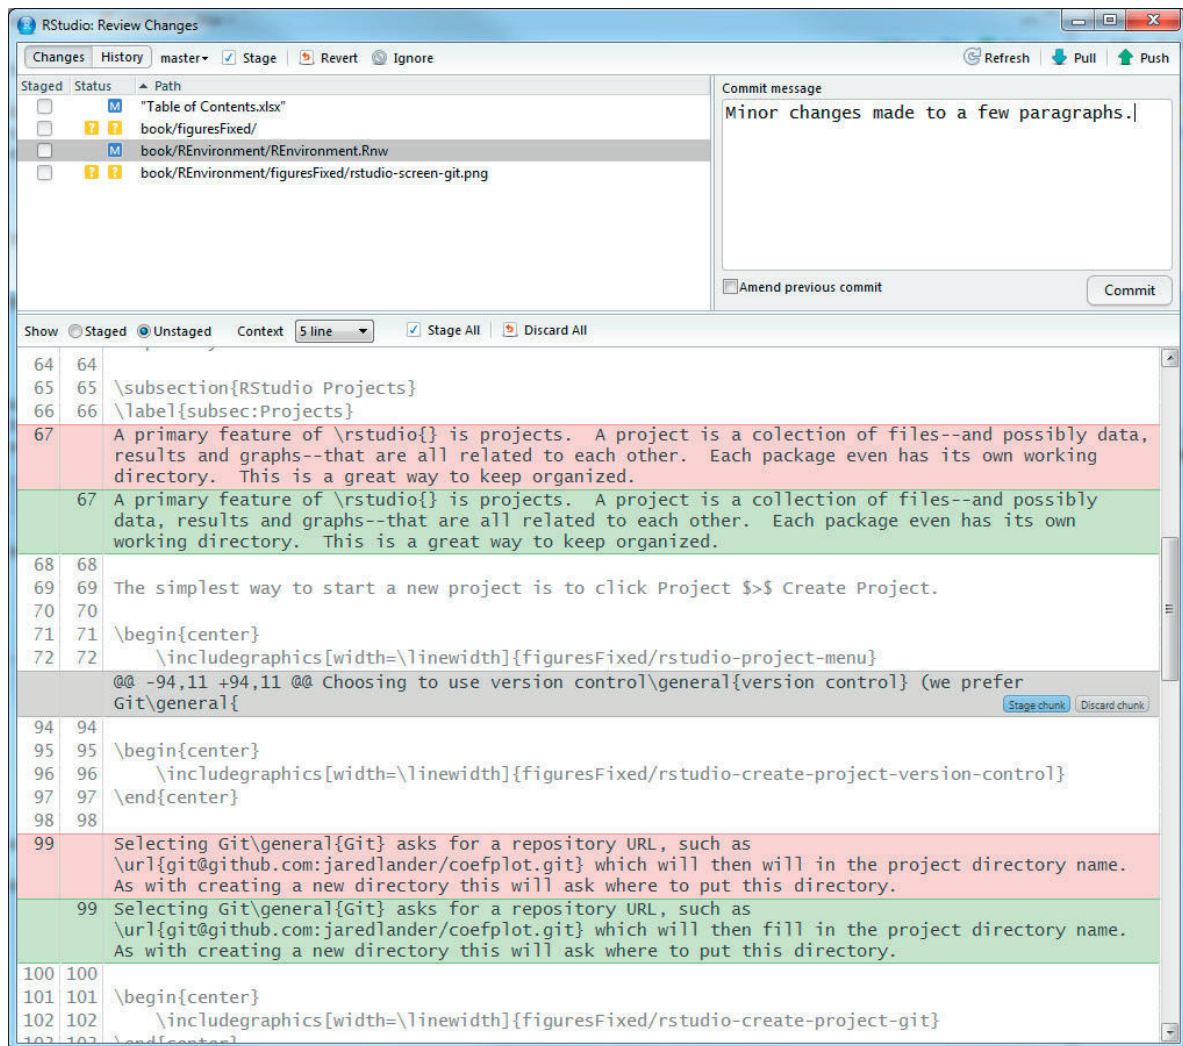 RStudio: Review Changes
Changes History master Stage Revert Ignore Refresh Pull Push
Staged Status Path
M "Table of Contents.xlsx"
? ? book/figuresFixed/
M book/REnvironment/REnvironment.Rnw
? ? book/REnvironment/figuresFixed/rstudio-screen-git.png
Commit message
Minor changes made to a few paragraphs.
Amend previous commit
Commit
Show Staged Unstaged Context 5 line Stage All Discard All
64 64
65 65 \subsection{RStudio Projects}
66 66 \label{subsec:Projects}
67 A primary feature of \rstudio{} is projects.  A project is a colection of files--and possibly data,
results and graphs--that are all related to each other.  Each package even has its own working
directory.  This is a great way to keep organized.
67 A primary feature of \rstudio{} is projects.  A project is a collection of files--and possibly
data, results and graphs--that are all related to each other.  Each package even has its own
working directory.  This is a great way to keep organized.
68 68
69 69 The simplest way to start a new project is to click Project $>$ Create Project.
70 70
71 71 \begin{center}
72 72 \includegraphics[width=\linewidth]{figuresFixed/rstudio-project-menu}
@@ -94,11 +94,11 @@ Choosing to use version control\general{version control} (we prefer
Git\general{
Stage chunk Discard chunk
94 94
95 95 \begin{center}
96 96 \includegraphics[width=\linewidth]{figuresFixed/rstudio-create-project-version-control}
97 97 \end{center}
98 98
99 Selecting Git\general{Git} asks for a repository URL, such as
\url{git@github.com:jaredlander/coefplot.git} which will then will in the project directory name.
As with creating a new directory this will ask where to put this directory.
99 Selecting Git\general{Git} asks for a repository URL, such as
\url{git@github.com:jaredlander/coefplot.git} which will then fill in the project directory name.
As with creating a new directory this will ask where to put this directory.
100 100
101 101 \begin{center}
102 102 \includegraphics[width=\linewidth]{figuresFixed/rstudio-create-project-git}
103 103 \end{center}